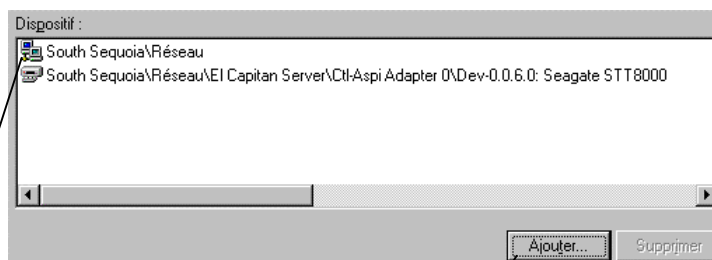 Dispositif :
South Sequoia\Réseau
South Sequoia\Réseau\El Capitan Server\Ctl-Aspi Adapter 0\Dev-0.0.6.0: Seagate STT8000
Ajouter... Supprimer